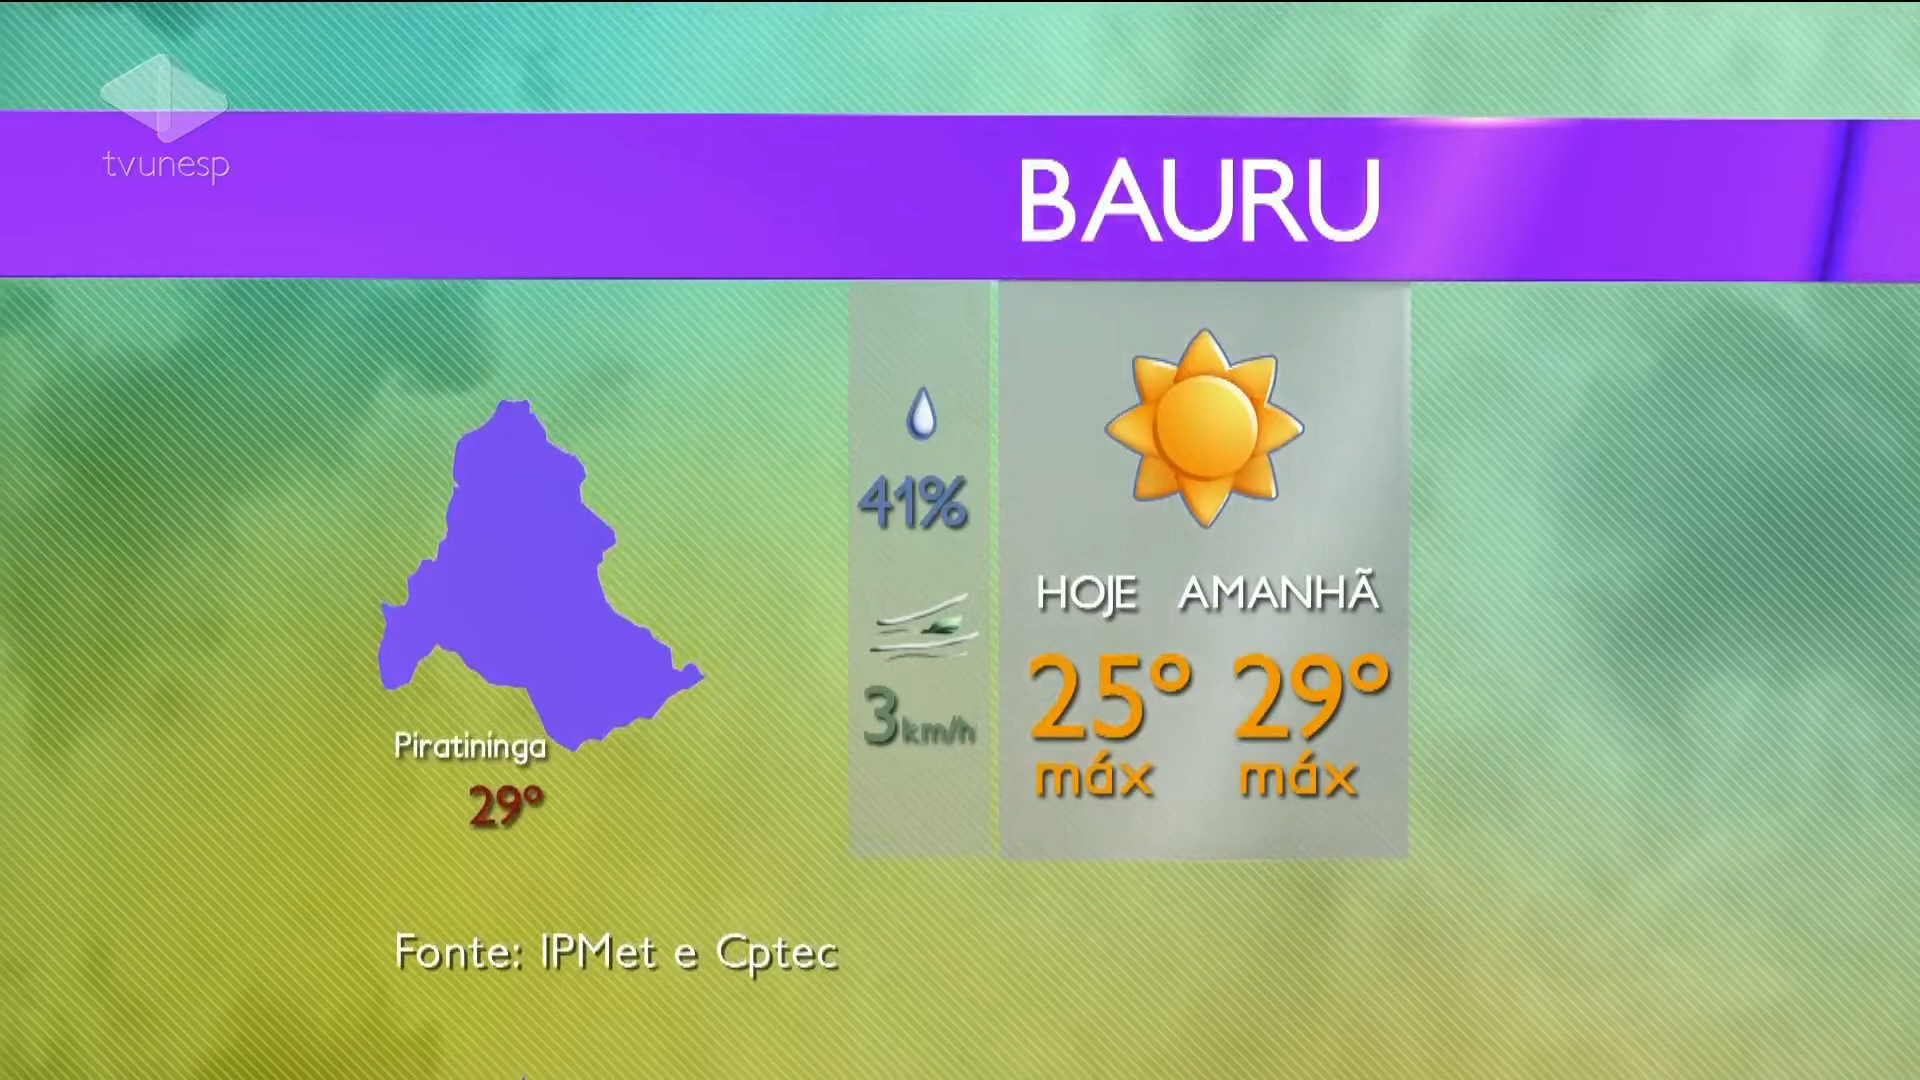 tvunesp
BAURU
41%
3km/h
HOJE AMANHÃ
25° 29°
máx máx
Piratininga
29°
Fonte: IPMet e Cptec